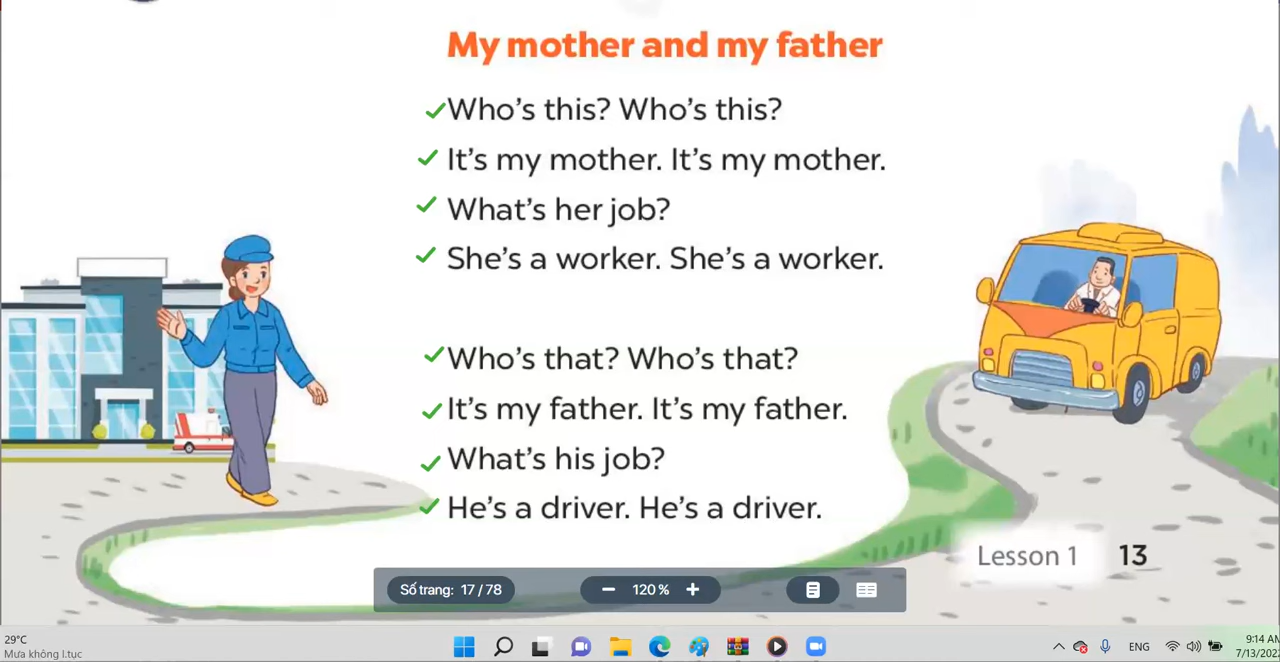 My mother and my father
Who's this? Who's this?
It's my mother. It's my mother.
What's her job?
She's a worker. She's a worker.
Who's that? Who's that?
It's my father. It's my father.
What's his job?
He's a driver. He's a driver.
Lesson 1 13
Số trang: 17 / 78 120 %
29°C
Mưa không l.tục
ENG
9:14 AM